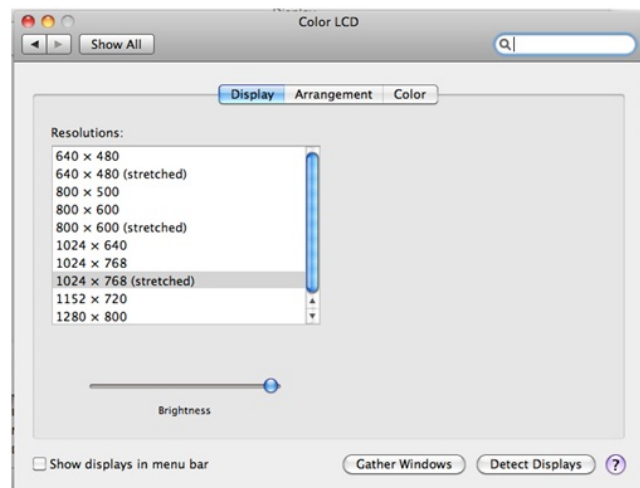 Color LCD
Show All
Display Arrangement Color
Resolutions:
640 × 480
640 × 480 (stretched)
800 × 500
800 × 600
800 × 600 (stretched)
1024 × 640
1024 × 768
1024 × 768 (stretched)
1152 × 720
1280 × 800
Brightness
Show displays in menu bar Gather Windows Detect Displays ?